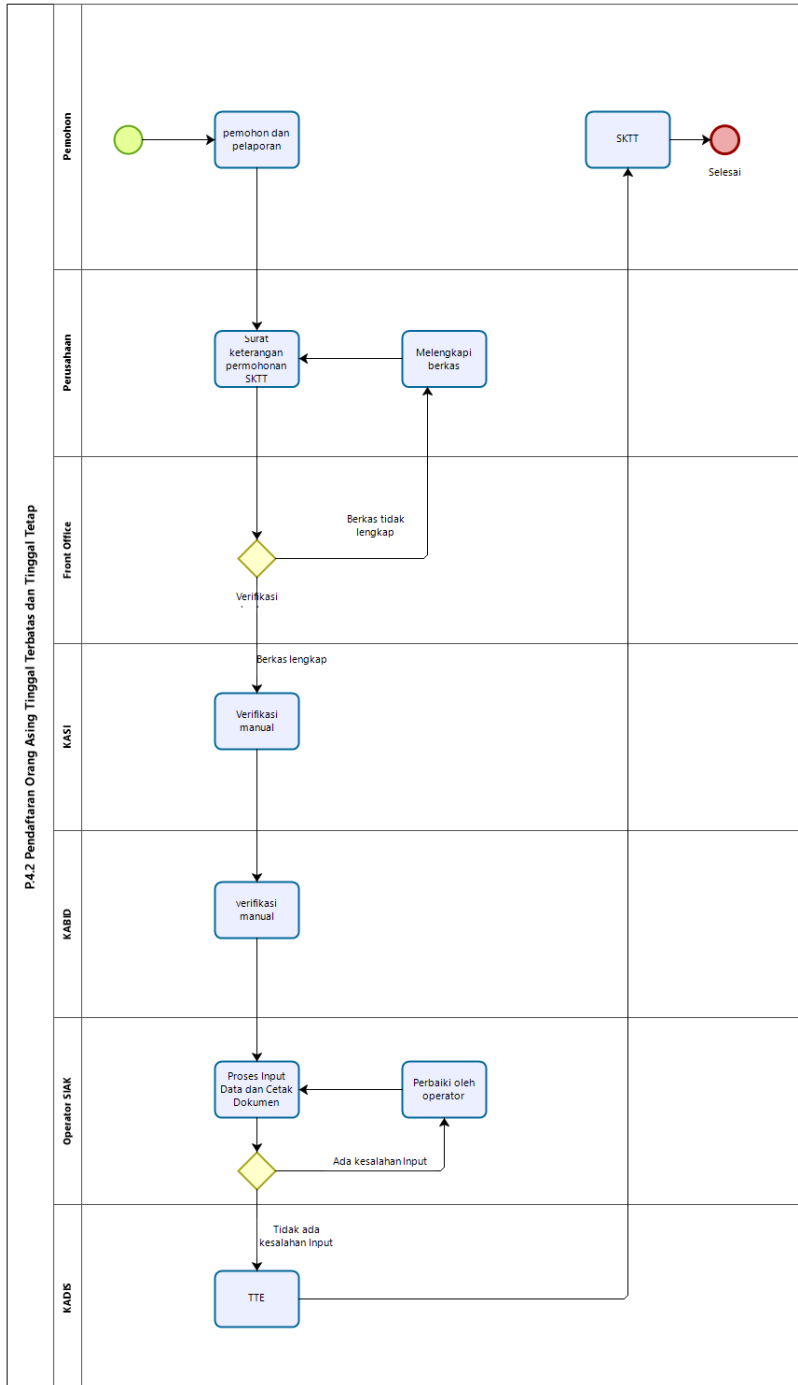 P.4.2 Pendaftaran Orang Asing Tinggal Terbatas dan Tinggal Tetap
Pemohon
pemohon dan
pelaporan
SKTT
Selesai
Perusahaan
Surat
keterangan
permohonan
SKTT
Melengkapi
berkas
Front Office
Berkas tidak
lengkap
Verifikasi
Berkas lengkap
KASI
Verifikasi
manual
KABID
verifikasi
manual
Operator SIAK
Proses Input
Data dan Cetak
Dokumen
Perbaiki oleh
operator
Ada kesalahan Input
KADIS
Tidak ada
kesalahan Input
TTE